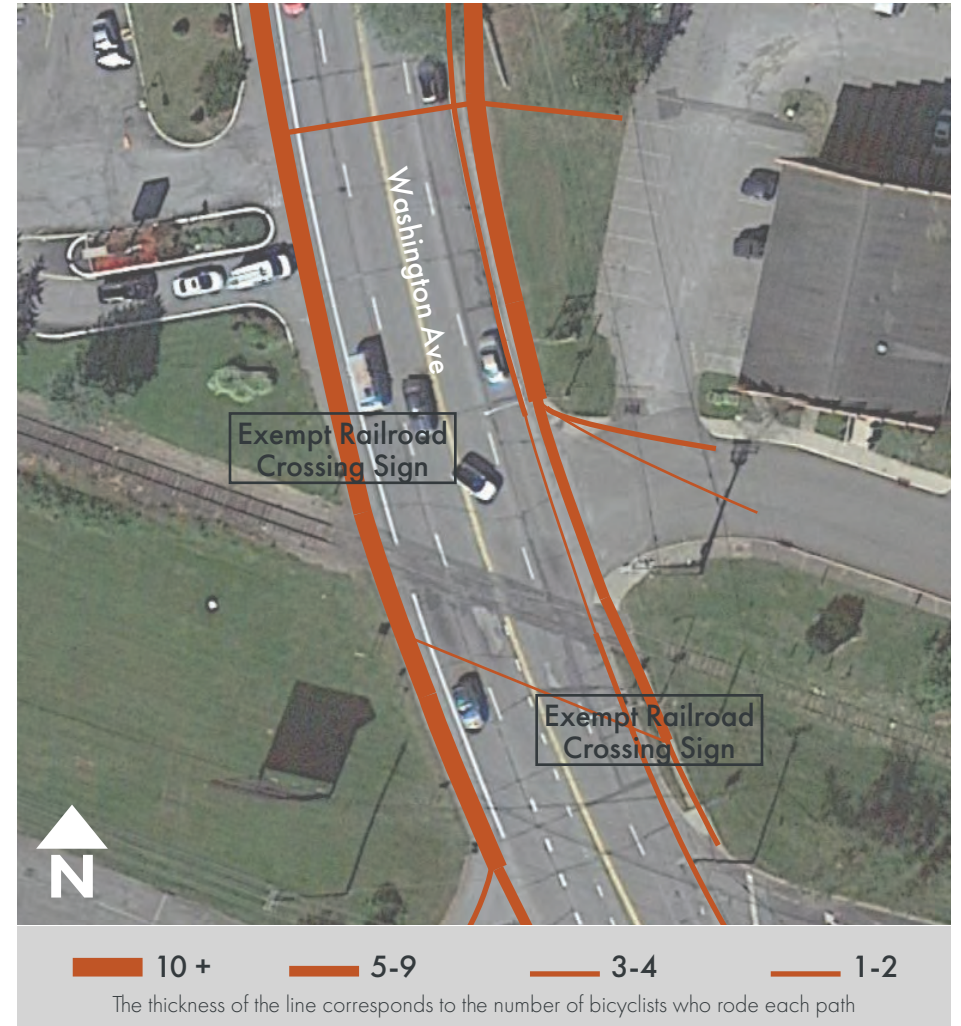 Washington Ave
Exempt Railroad
Crossing Sign
Exempt Railroad
Crossing Sign
N
10 +
5-9
3-4
1-2
The thickness of the line corresponds to the number of bicyclists who rode each path